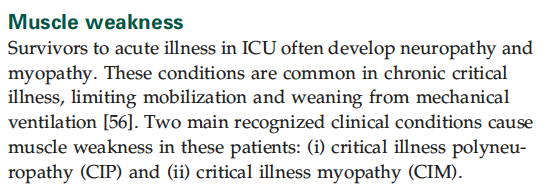 Muscle weakness
Survivors to acute illness in ICU often develop neuropathy and
myopathy. These conditions are common in chronic critical
illness, limiting mobilization and weaning from mechanical
ventilation [56]. Two main recognized clinical conditions cause
muscle weakness in these patients: (i) critical illness polyneu-
ropathy (CIP) and (ii) critical illness myopathy (CIM).